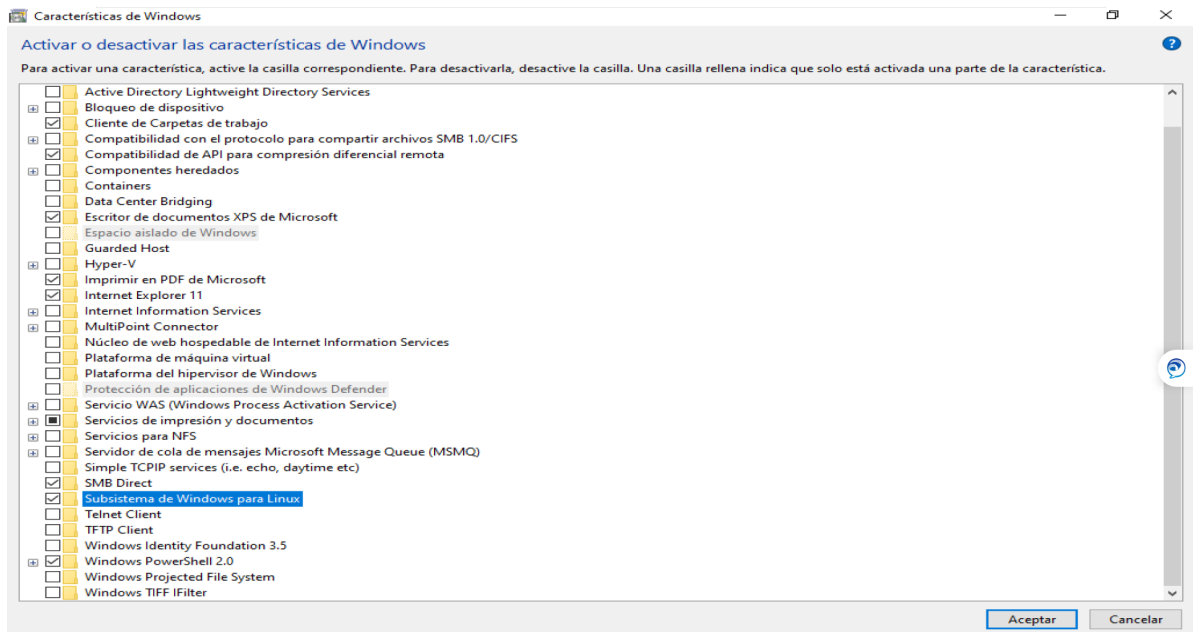 Características de Windows
Activar o desactivar las características de Windows
?
Para activar una característica, active la casilla correspondiente. Para desactivarla, desactive la casilla. Una casilla rellena indica que solo está activada una parte de la característica.
Active Directory Lightweight Directory Services
Bloqueo de dispositivo
Cliente de Carpetas de trabajo
Compatibilidad con el protocolo para compartir archivos SMB 1.0/CIFS
Compatibilidad de API para compresión diferencial remota
Componentes heredados
Containers
Data Center Bridging
Escritor de documentos XPS de Microsoft
Espacio aislado de Windows
Guarded Host
Hyper-V
Imprimir en PDF de Microsoft
Internet Explorer 11
Internet Information Services
MultiPoint Connector
Núcleo de web hospedable de Internet Information Services
Plataforma de máquina virtual
Plataforma del hipervisor de Windows
Protección de aplicaciones de Windows Defender
Servicio WAS (Windows Process Activation Service)
Servicios de impresión y documentos
Servicios para NFS
Servidor de cola de mensajes Microsoft Message Queue (MSMQ)
Simple TCPIP services (i.e. echo, daytime etc)
SMB Direct
Subsistema de Windows para Linux
Telnet Client
TFTP Client
Windows Identity Foundation 3.5
Windows PowerShell 2.0
Windows Projected File System
Windows TIFF IFilter
Aceptar Cancelar